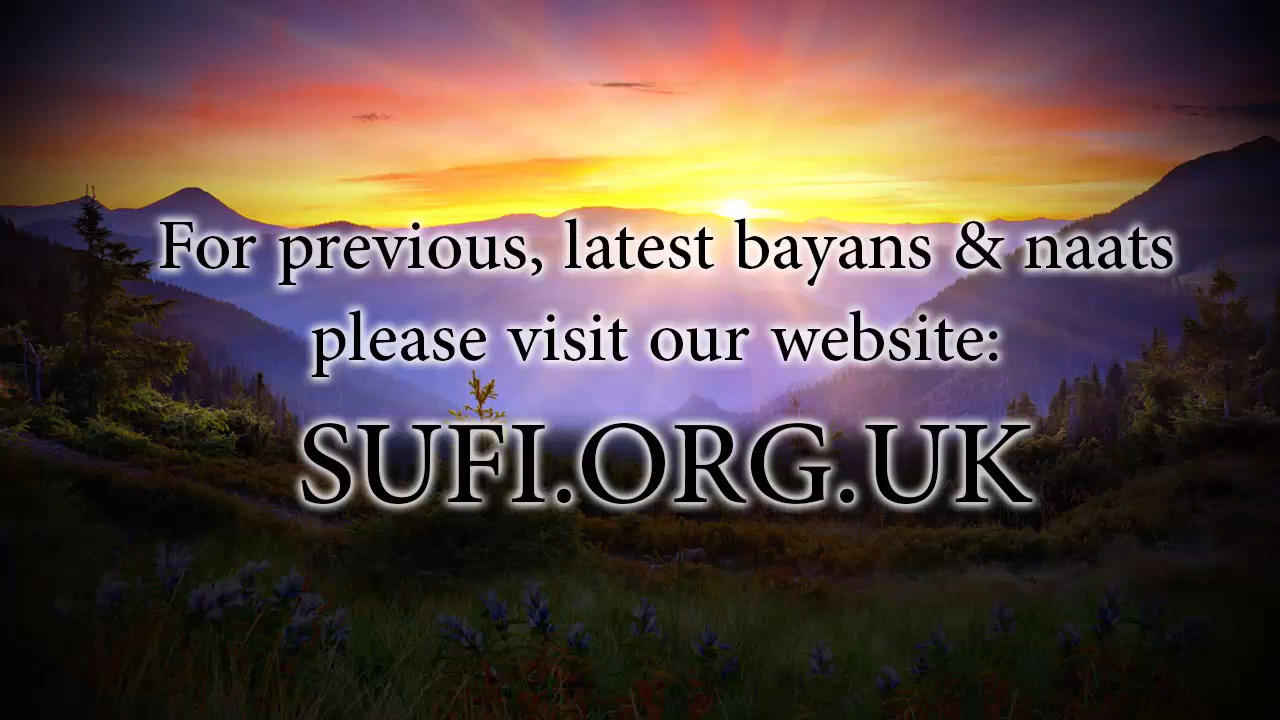 For previous, latest bayans & naats
please visit our website:
SUFI.ORG.UK